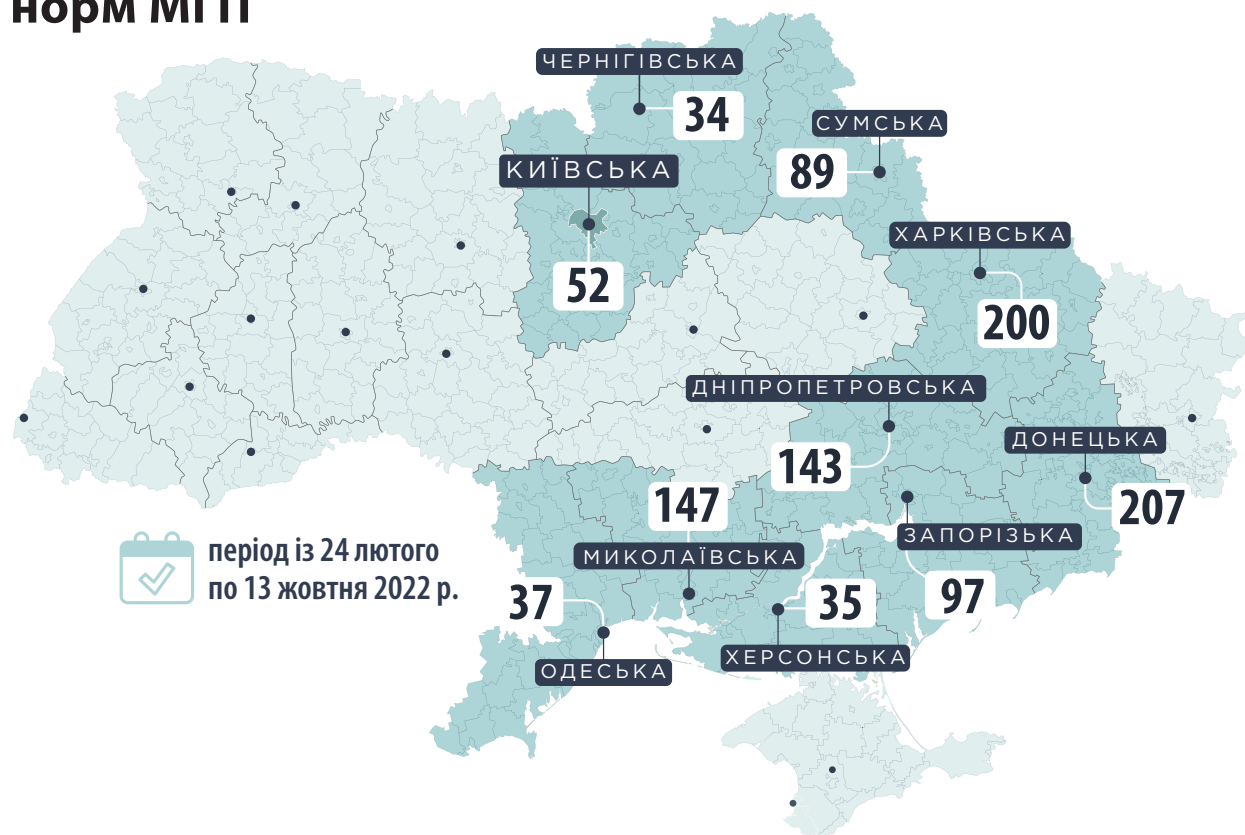 норм МГП
ЧЕРНІГІВСЬКА
34
СУМСЬКА
89
КИЇВСЬКА
52
ХАРКІВСЬКА
200
ДНІПРОПЕТРОВСЬКА
143
ДОНЕЦЬКА
207
147
МИКОЛАЇВСЬКА
ЗАПОРІЗЬКА
97
період із 24 лютого
по 13 жовтня 2022 р.
37
ОДЕСЬКА
35
ХЕРСОНСЬКА